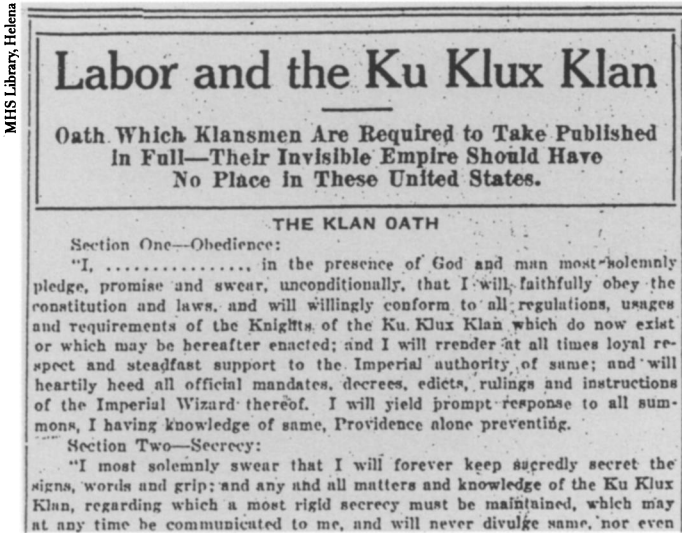 MHS Library, Helena
Labor and the Ku Klux Klan
Oath Which Klansmen Are Required to Take Published
in Full—Their Invisible Empire Should Have
No Place in These United States.
THE KLAN OATH
Section One—Obedience:
"I, ..............., in the presence of God and man most solemnly
pledge, promise and swear, unconditionally, that I will faithfully obey the
constitution and laws, and will willingly conform to all regulations, usages
and requirements of the Knights of the Ku Klux Klan which do now exist
or which may be hereafter enacted; and I will rrender at all times loyal re-
spect and steadfast support to the Imperial authority of same; and will
heartily heed all official mandates, decrees, edicts, rulings and instructions
of the Imperial Wizard thereof. I will yield prompt response to all sum-
mons, I having knowledge of same, Providence alone preventing.
Section Two—Secrecy:
"I most solemnly swear that I will forever keep sacredly secret the
signs, words and grip; and any and all matters and knowledge of the Ku Klux
Klan, regarding which a most rigid secrecy must be maintained, which may
at any time be communicated to me, and will never divulge same, nor even